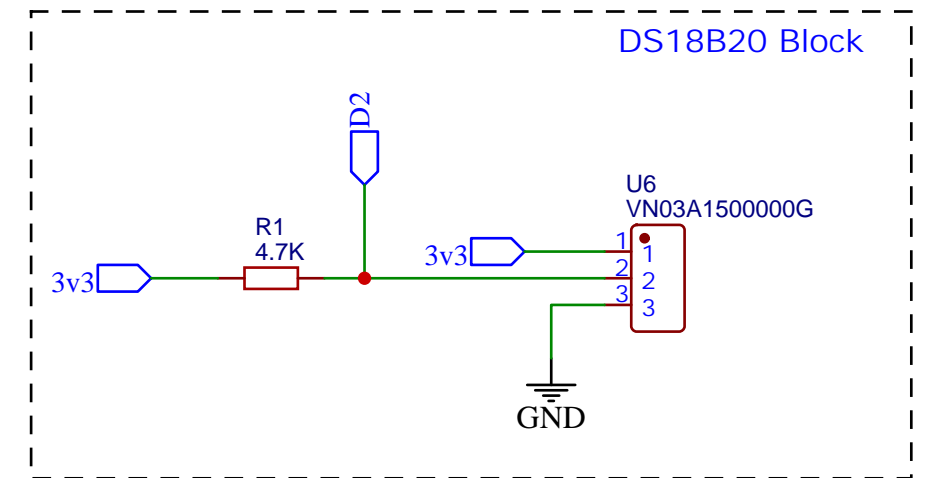 DS18B20 Block
D2
U6
VN03A1500000G
R1
4.7K
3v3
3v3
1
1
2
2
3
3
GND